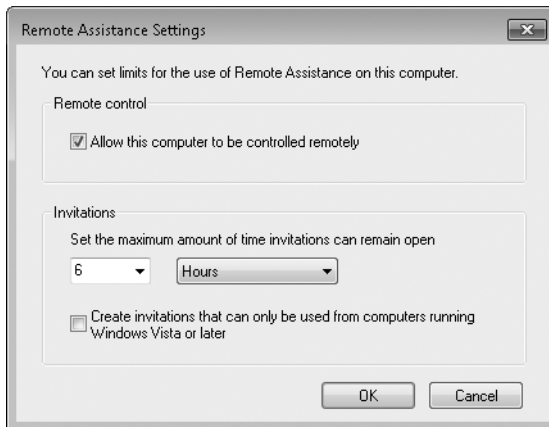 Remote Assistance Settings
You can set limits for the use of Remote Assistance on this computer.
Remote control
Allow this computer to be controlled remotely
Invitations
Set the maximum amount of time invitations can remain open
6 Hours
Create invitations that can only be used from computers running
Windows Vista or later
OK Cancel